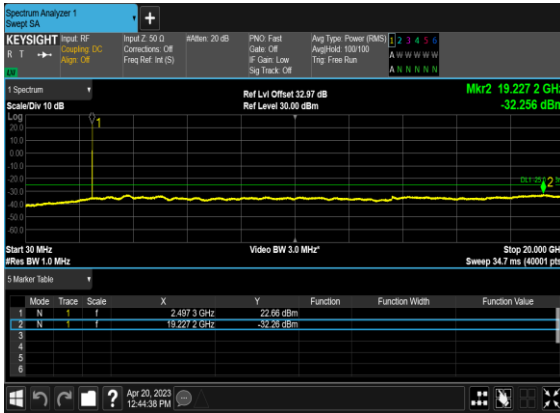 Spectrum Analyzer 1
Swept SA
KEYSIGHT Input: RF Input Z: 50 Ω #Atten: 20 dB PNO: Fast Avg Type: Power (RMS) 1 2 3 4 5 6
R T Coupling: DC Corrections: Off Gate: Off Avg|Hold: 100/100 A W W W W W
Align: Off Freq Ref: Int (S) IF Gain: Low Trig: Free Run
Sig Track: Off A N N N N N
1 Spectrum Ref Lvl Offset 32.97 dB Mkr2 19.227 2 GHz
Scale/Div 10 dB Ref Level 30.00 dBm -32.256 dBm
Log
1
20.0
10.0
0.00
-10.0
-20.0
2
-30.0
-40.0
-50.0
-60.0
Start 30 MHz Video BW 3.0 MHz* Stop 20.000 GH
#Res BW 1.0 MHz Sweep 34.7 ms (40001 pts
5 Marker Table
Mode Trace Scale X Y Function Function Width Function Value
1 N 1 f 2.497 3 GHz 22.66 dBm
2 N 1 f 19.227 2 GHz -32.26 dBm
3
4
5
6
? Apr 20, 2023
12:44:38 PM